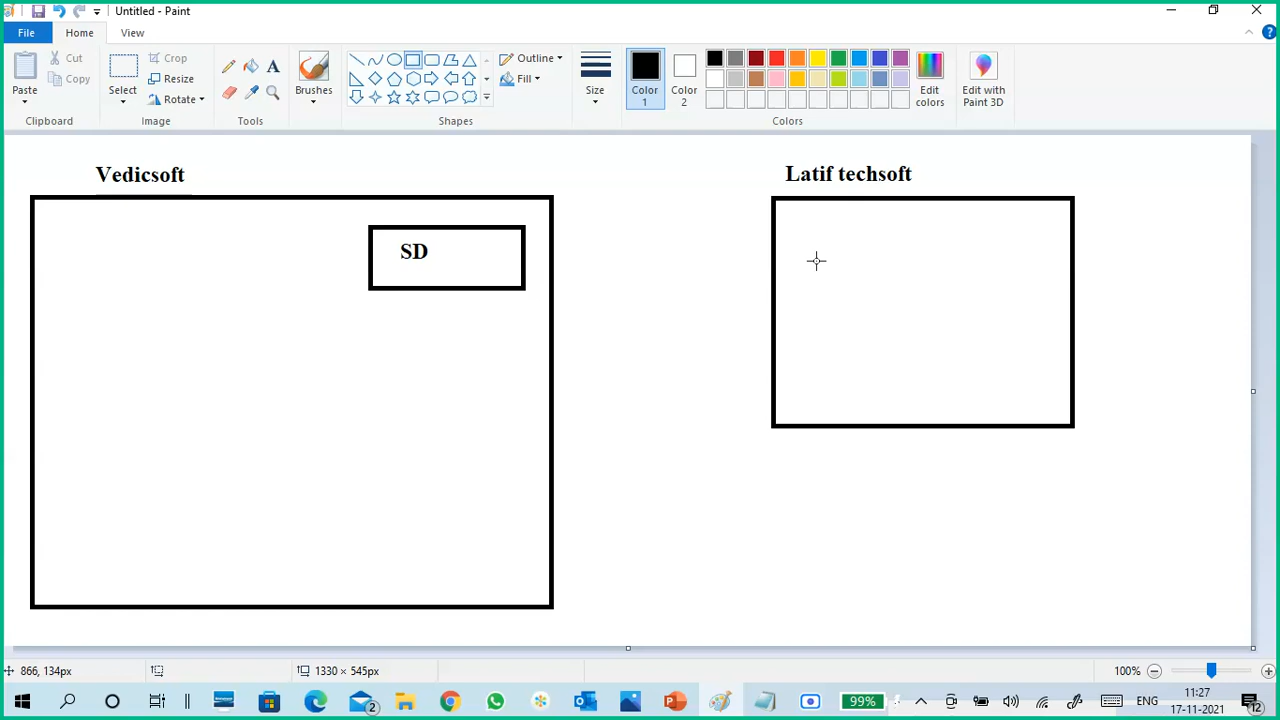 Untitled - Paint
File
Home
View
Paste
Cut
Copy
Clipboard
Select
Crop
Resize
Rotate
Image
A
Tools
Brushes
Outline
Fill
Shapes
Size
Color
1
Color
2
Edit
colors
Edit with
Paint 3D
Colors
Vedicsoft
Latif techsoft
SD
866, 134px
1330 × 545px
100%
2
99%
ENG
11:27
17-11-2021
12